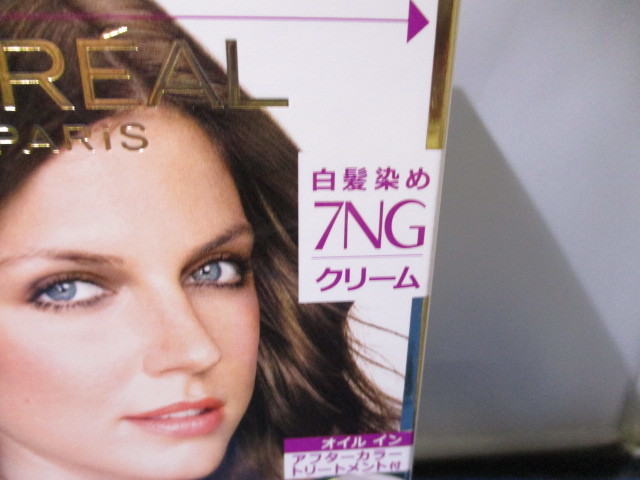 RÉAL
PARIS
白髪染め
7NG
クリーム
オイル イン
アフターカラー
トリートメント付